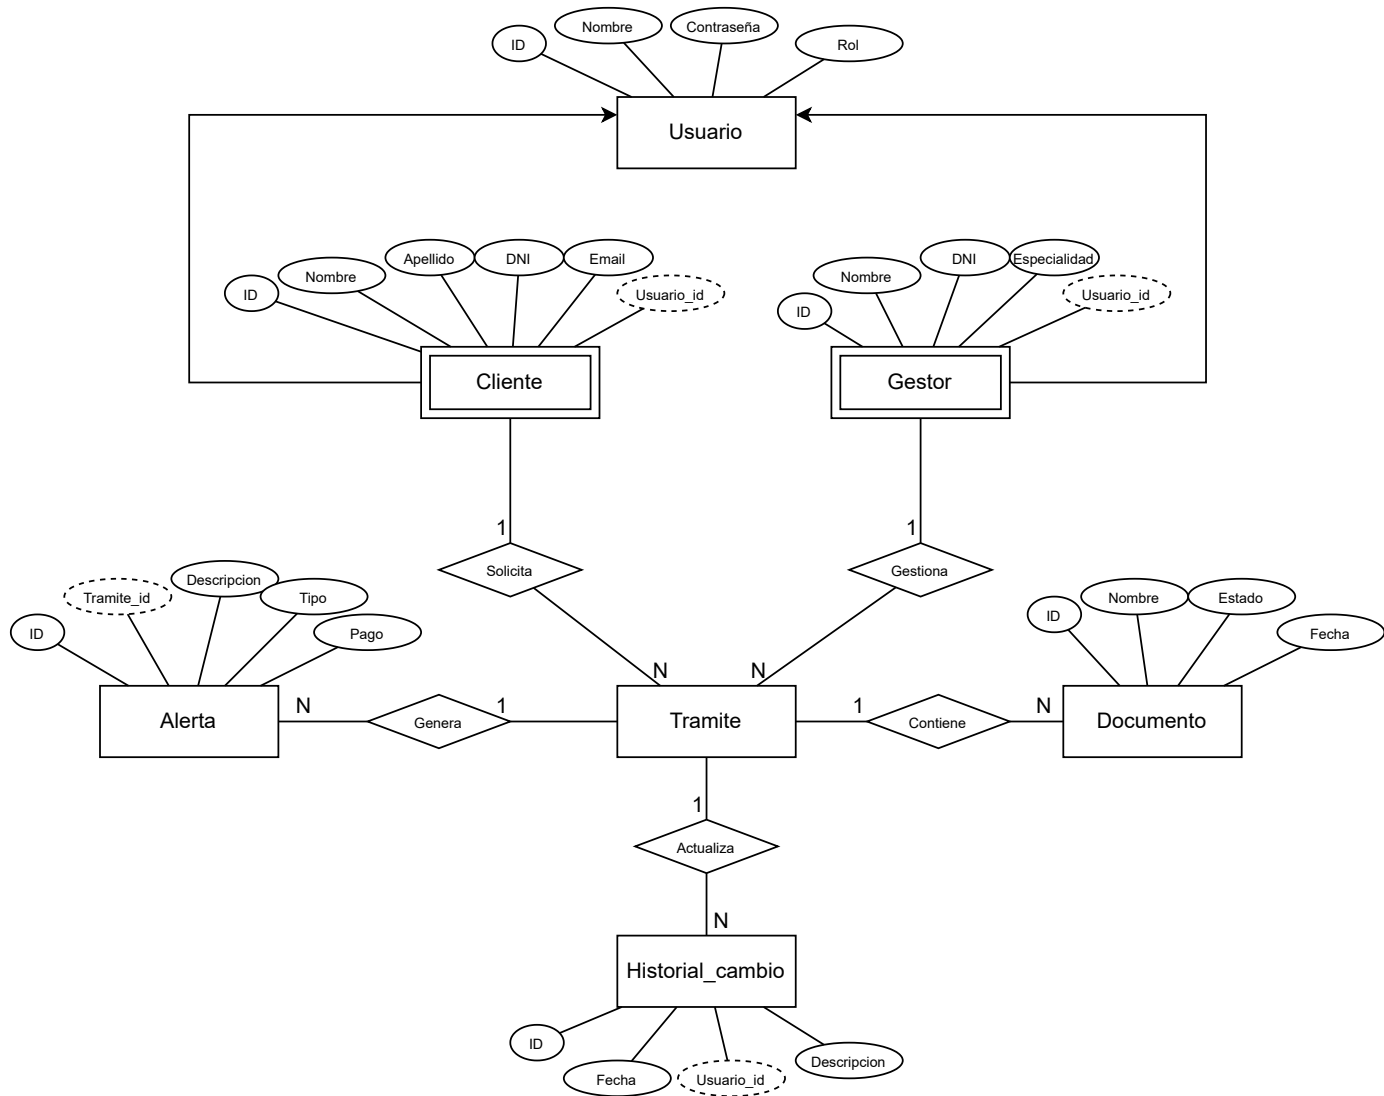 ID
Nombre
Contraseña
Rol
Usuario
ID
Nombre
Apellido
DNI
Email
Usuario_id
Cliente
ID
Nombre
DNI
Especialidad
Usuario_id
Gestor
1
Solicita
N
1
Gestiona
N
ID
Tramite_id
Descripcion
Tipo
Pago
Alerta
N
Genera
1
Tramite
1
Contiene
N
ID
Nombre
Estado
Fecha
Documento
1
Actualiza
N
Historial_cambio
ID
Fecha
Usuario_id
Descripcion